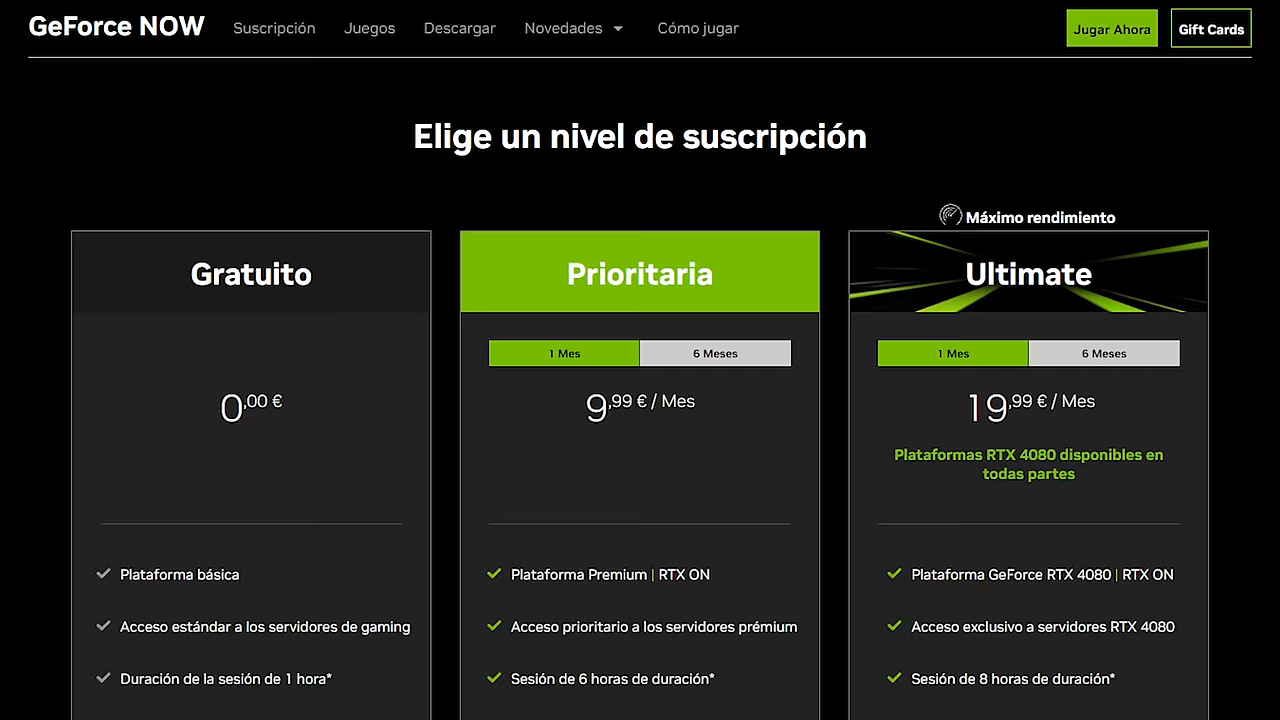 GeForce NOW
Suscripción
Juegos
Descargar
Novedades
Cómo jugar
Jugar Ahora
Gift Cards
Elige un nivel de suscripción
Gratuito
0,00 €
Plataforma básica
Acceso estándar a los servidores de gaming
Duración de la sesión de 1 hora*
Prioritaria
1 Mes
6 Meses
9,99 € / Mes
Plataforma Premium | RTX ON
Acceso prioritario a los servidores prémium
Sesión de 6 horas de duración*
Máximo rendimiento
Ultimate
1 Mes
6 Meses
19,99 € / Mes
Plataformas RTX 4080 disponibles en
todas partes
Plataforma GeForce RTX 4080 | RTX ON
Acceso exclusivo a servidores RTX 4080
Sesión de 8 horas de duración*